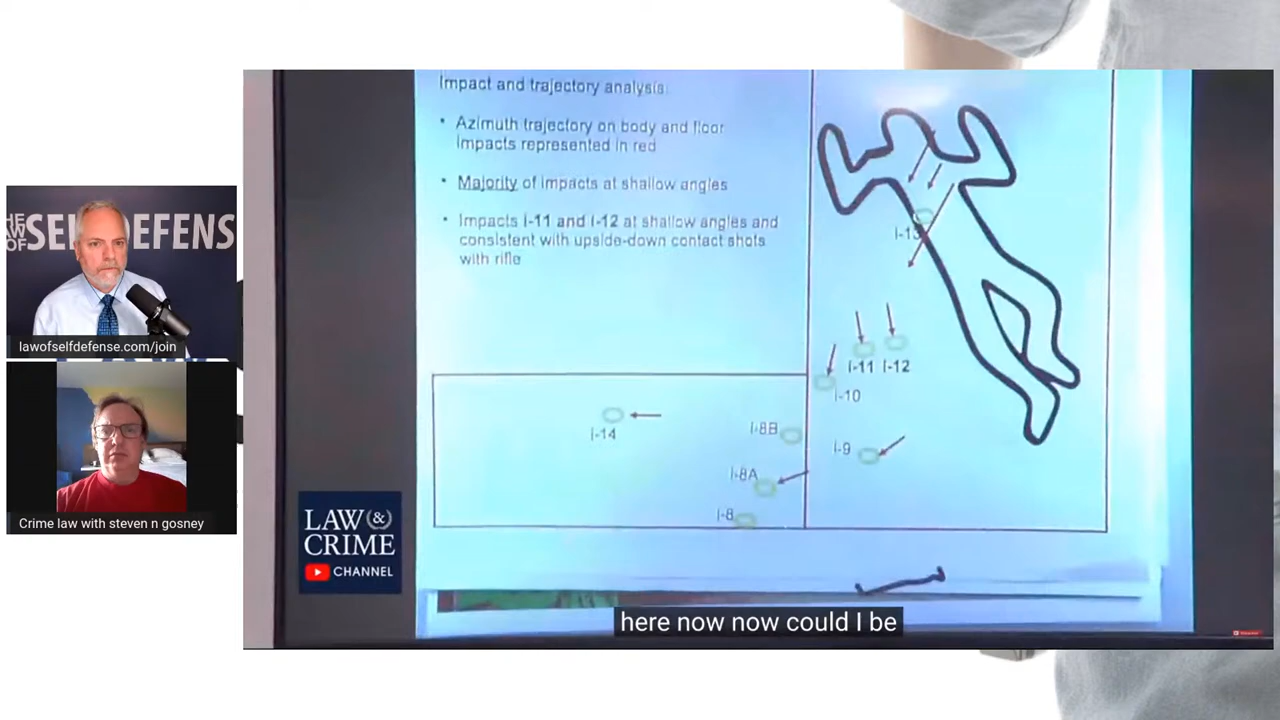 Impact and trajectory analysis:
• Azimuth trajectory on body and floor
impacts represented in red
• Majority of impacts at shallow angles
• Impacts I-11 and I-12 at shallow angles and
consistent with upside-down contact shots
with rifle
I-13
I-11 I-12
I-10
I-14
I-8B
I-9
I-8A
I-8
THE LAW OF SELF DEFENSE
lawofselfdefense.com/join
Crime law with steven n gosney
LAW &
CRIME
CHANNEL
here now now could I be